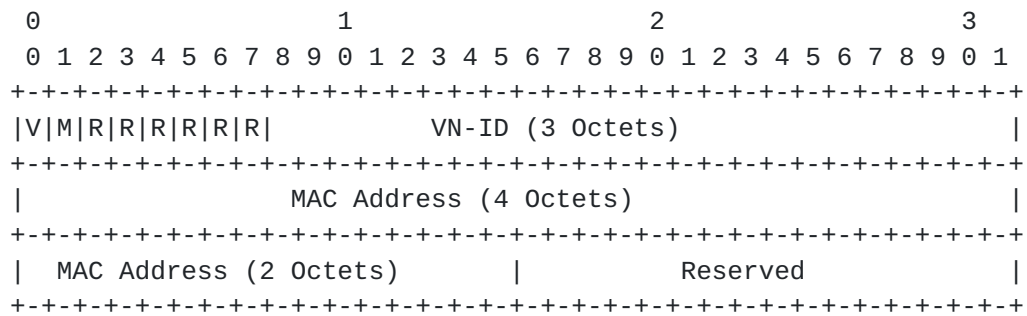 0                   1                   2                   3
 0 1 2 3 4 5 6 7 8 9 0 1 2 3 4 5 6 7 8 9 0 1 2 3 4 5 6 7 8 9 0 1
+-+-+-+-+-+-+-+-+-+-+-+-+-+-+-+-+-+-+-+-+-+-+-+-+-+-+-+-+-+-+-+-+
|V|M|R|R|R|R|R|R|          VN-ID (3 Octets)                     |
+-+-+-+-+-+-+-+-+-+-+-+-+-+-+-+-+-+-+-+-+-+-+-+-+-+-+-+-+-+-+-+-+
|                 MAC Address (4 Octets)                        |
+-+-+-+-+-+-+-+-+-+-+-+-+-+-+-+-+-+-+-+-+-+-+-+-+-+-+-+-+-+-+-+-+
|  MAC Address (2 Octets)       |          Reserved             |
+-+-+-+-+-+-+-+-+-+-+-+-+-+-+-+-+-+-+-+-+-+-+-+-+-+-+-+-+-+-+-+-+